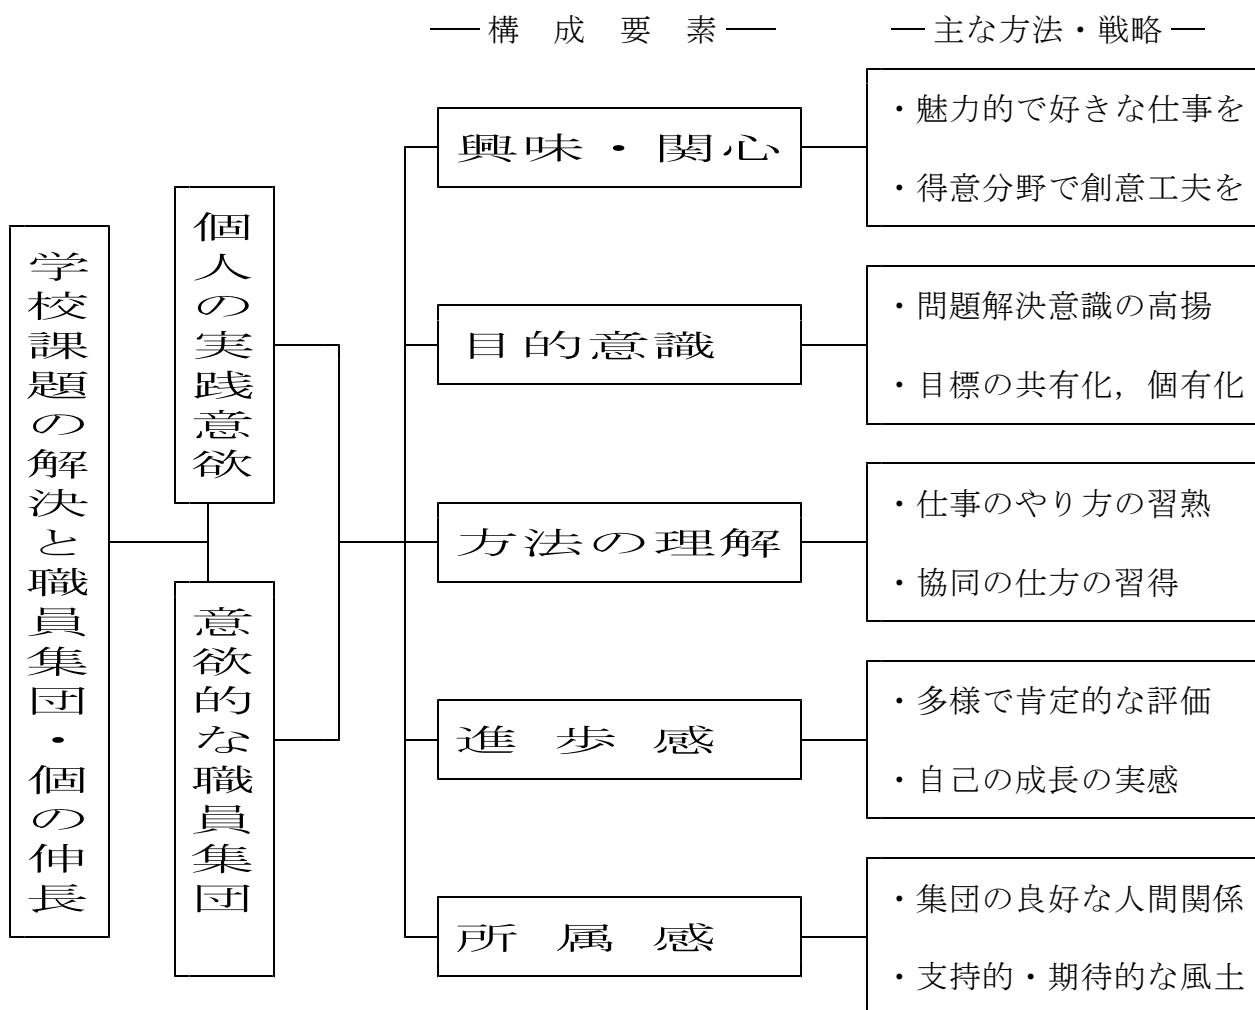 構成要素
主な方法・戦略
学校課題の解決と職員集団・個の伸長
個人の実践意欲
意欲的な職員集団
興味・関心
・魅力的で好きな仕事を
・得意分野で創意工夫を
目的意識
・問題解決意識の高揚
・目標の共有化，個有化
方法の理解
・仕事のやり方の習熟
・協同の仕方の習得
進歩感
・多様で肯定的な評価
・自己の成長の実感
所属感
・集団の良好な人間関係
・支持的・期待的な風土